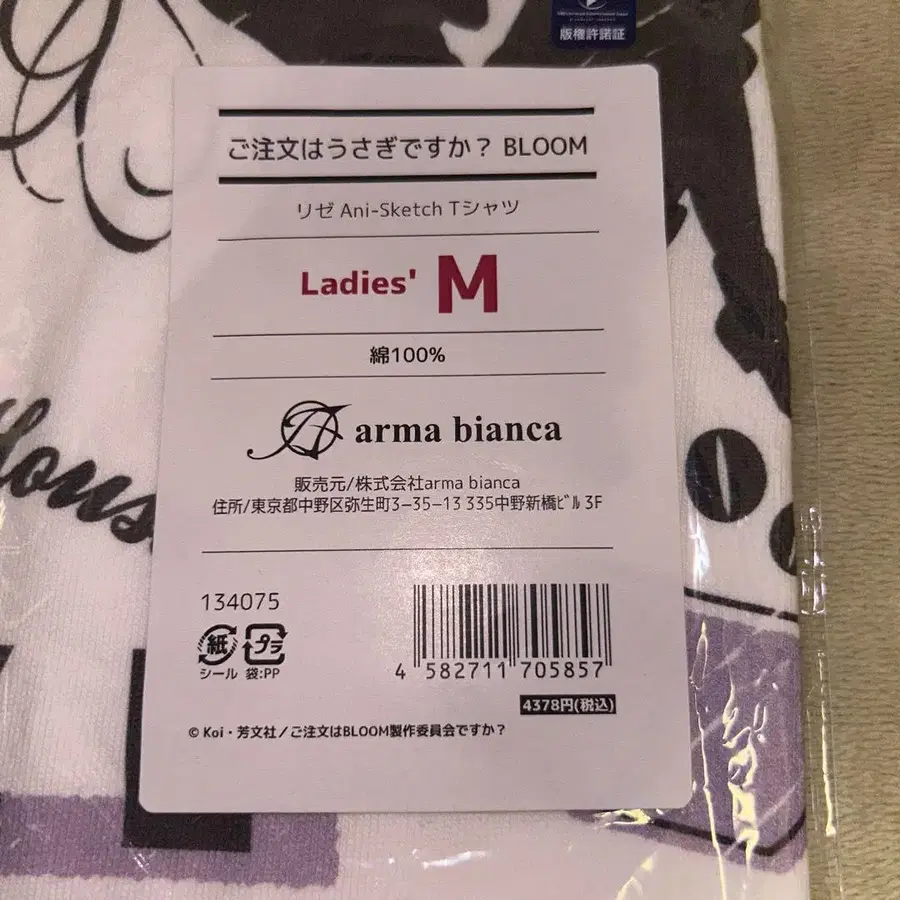 版権許諾証
ご注文はうさぎですか？ BLOOM
リゼ Ani-Sketch Tシャツ
Ladies' M
綿100%
arma bianca
販売元/株式会社arma bianca
住所/東京都中野区弥生町3−35−13 335中野新橋ﾋﾞﾙ 3F
134075
紙 プラ
シール 袋:PP
4 582711 705857
4378円(税込)
© Koi・芳文社／ご注文はBLOOM製作委員会ですか？